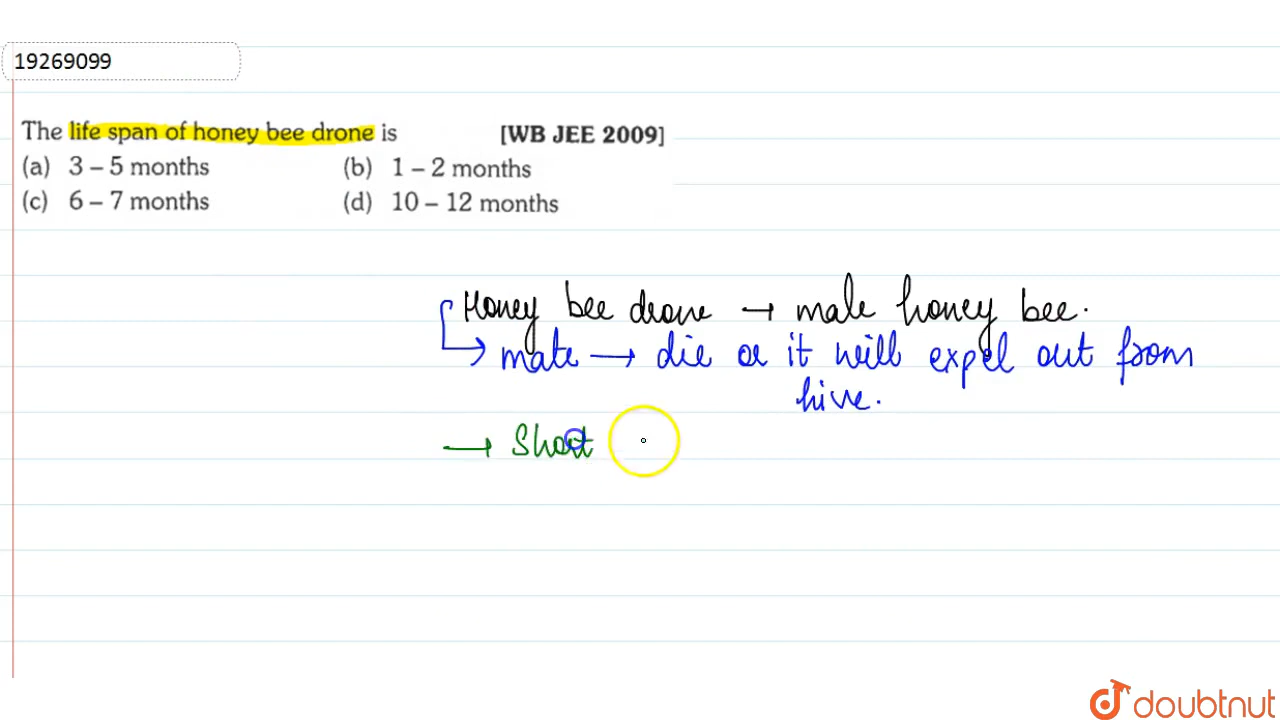 19269099
The life span of honey bee drone is [WB JEE 2009]
(a) 3 – 5 months (b) 1 – 2 months
(c) 6 – 7 months (d) 10 – 12 months
Honey bee drone → male honey bee.
→ mate → die or it will expel out from
hive.
→ Short
doubtnut